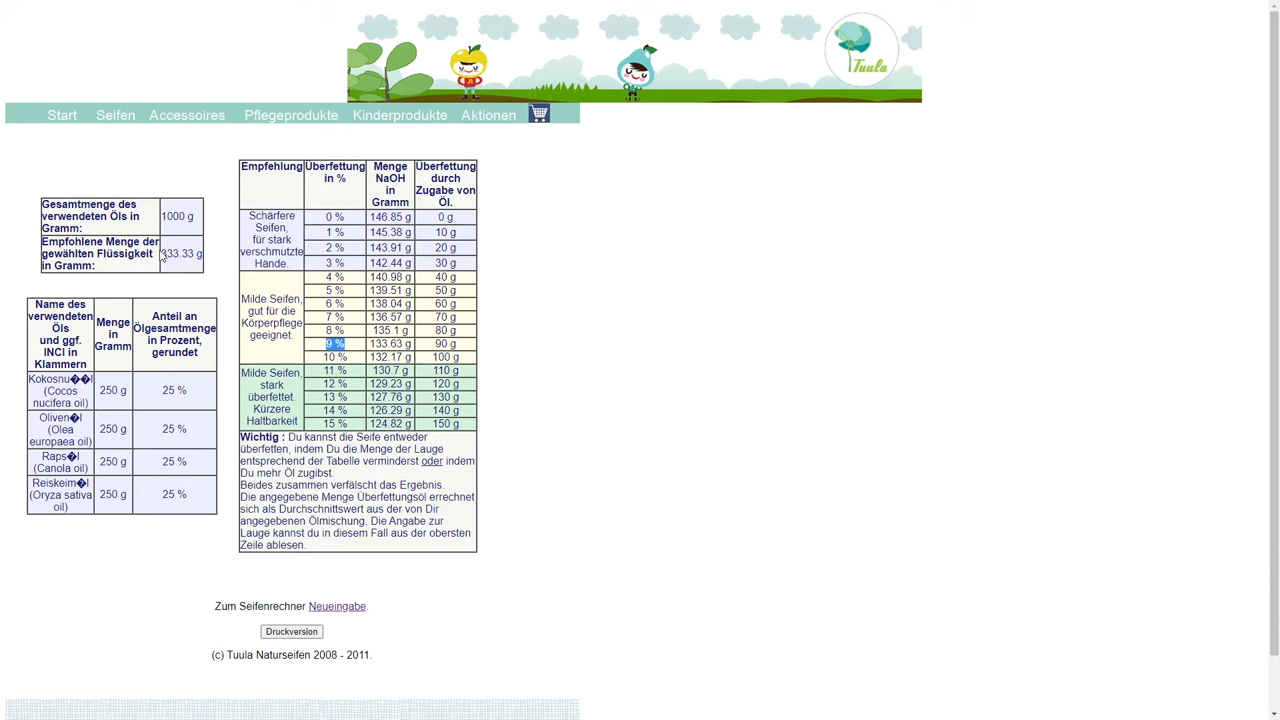 Tuula
Start Seifen Accessoires Pflegeprodukte Kinderprodukte Aktionen
Gesamtmenge des
verwendeten Öls in
Gramm:
1000 g
Empfohlene Menge der
gewählten Flüssigkeit
in Gramm:
333.33 g
Name des
verwendeten
Öls
und ggf.
INCI in
Klammern
Menge
in
Gramm
Anteil an
Ölgesamtmenge
in Prozent,
gerundet
Kokosnu��l
(Cocos
nucifera oil)
250 g
25 %
Oliven�l
(Olea
europaea oil)
250 g
25 %
Raps�l
(Canola oil)
250 g
25 %
Reiskeim�l
(Oryza sativa
oil)
250 g
25 %
Empfehlung
Überfettung
in %
Menge
NaOH
in
Gramm
Überfettung
durch
Zugabe von
Öl.
Schärfere
Seifen,
für stark
verschmutzte
Hände.
0 % 146.85 g 0 g
1 % 145.38 g 10 g
2 % 143.91 g 20 g
3 % 142.44 g 30 g
Milde Seifen,
gut für die
Körperpflege
geeignet.
4 % 140.98 g 40 g
5 % 139.51 g 50 g
6 % 138.04 g 60 g
7 % 136.57 g 70 g
8 % 135.1 g 80 g
9 % 133.63 g 90 g
10 % 132.17 g 100 g
Milde Seifen,
stark
überfettet.
Kürzere
Haltbarkeit
11 % 130.7 g 110 g
12 % 129.23 g 120 g
13 % 127.76 g 130 g
14 % 126.29 g 140 g
15 % 124.82 g 150 g
Wichtig : Du kannst die Seife entweder
überfetten, indem Du die Menge der Lauge
entsprechend der Tabelle verminderst oder indem
Du mehr Öl zugibst.
Beides zusammen verfälscht das Ergebnis.
Die angegebene Menge Überfettungsöl errechnet
sich als Durchschnittswert aus der von Dir
angegebenen Ölmischung. Die Angabe zur
Lauge kannst du in diesem Fall aus der obersten
Zeile ablesen.
Zum Seifenrechner Neueingabe.
Druckversion
(c) Tuula Naturseifen 2008 - 2011.